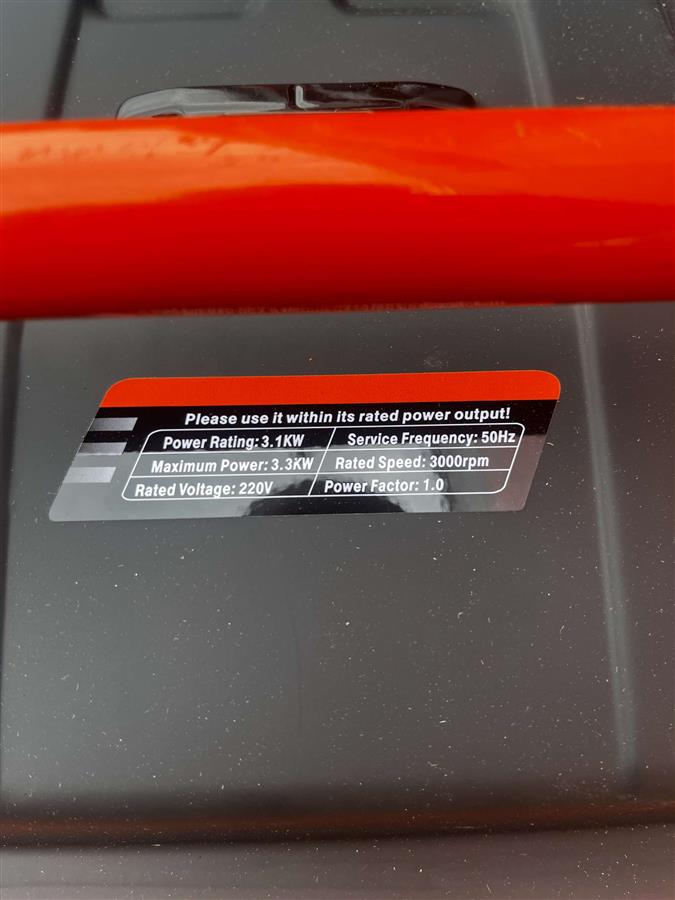 Please use it within its rated power output!
Power Rating: 3.1KW Service Frequency: 50Hz
Maximum Power: 3.3KW Rated Speed: 3000rpm
Rated Voltage: 220V Power Factor: 1.0